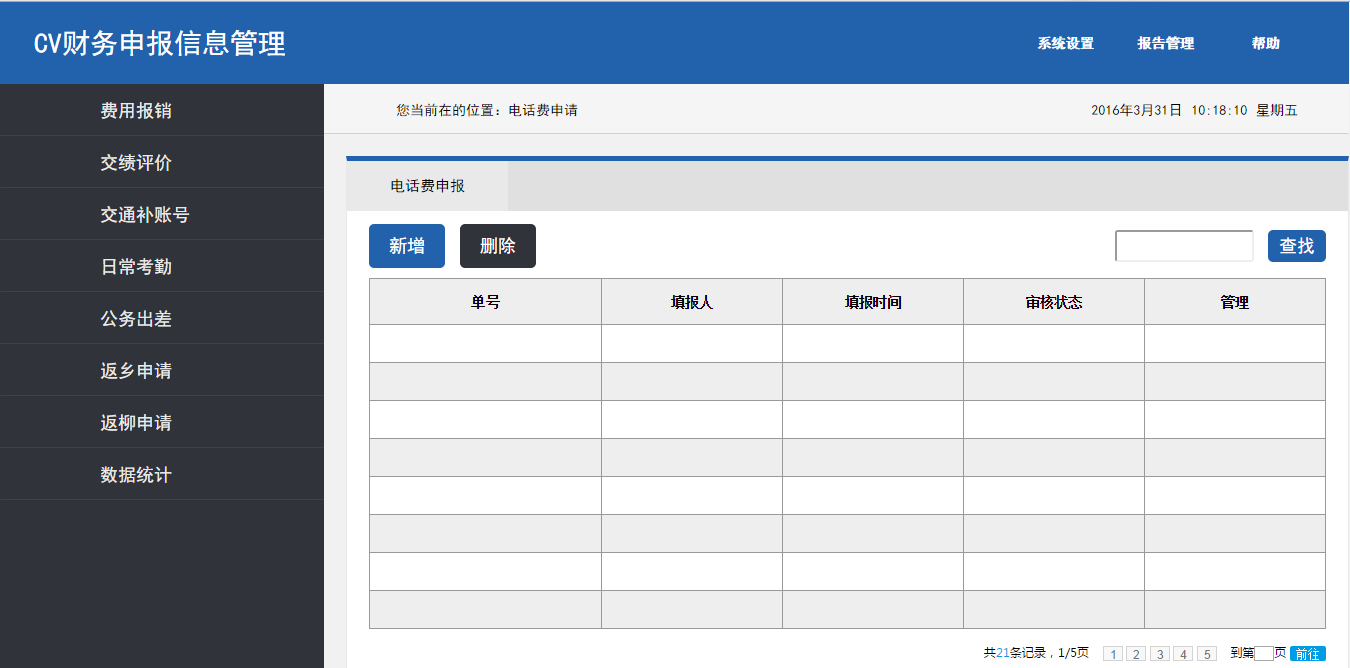 CV财务申报信息管理
系统设置 报告管理 帮助
费用报销
交绩评价
交通补账号
日常考勤
公务出差
返乡申请
返柳申请
数据统计
您当前在的位置：电话费申请
2016年3月31日 10:18:10 星期五
电话费申报
新增 删除 查找
单号 填报人 填报时间 审核状态 管理
共21条记录，1/5页 1 2 3 4 5 到第 页 前往